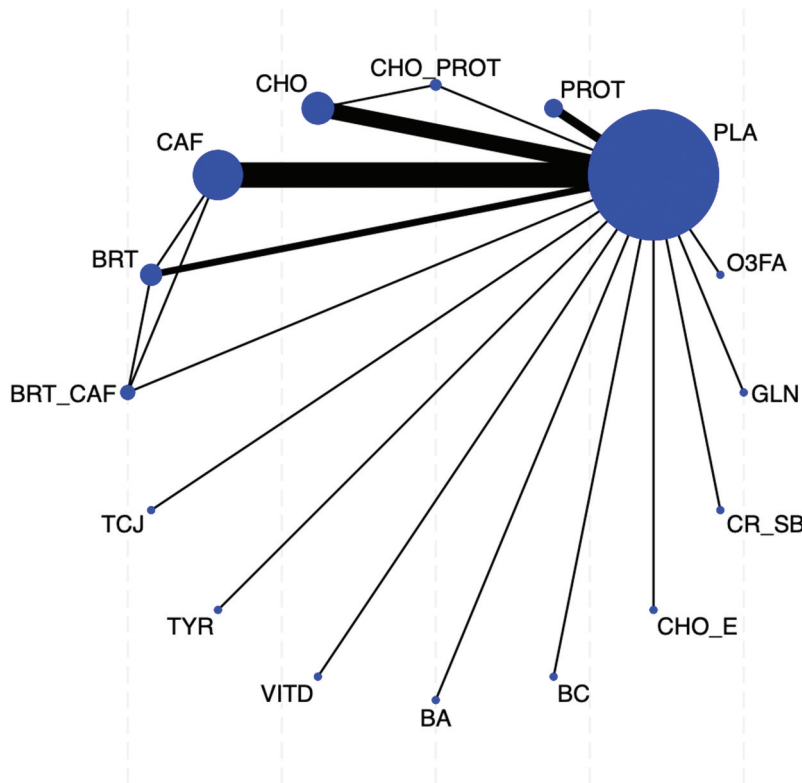 CHO_PROT
CHO
PROT
PLA
CAF
BRT
O3FA
BRT_CAF
GLN
TCJ
CR_SB
TYR
CHO_E
VITD
BC
BA